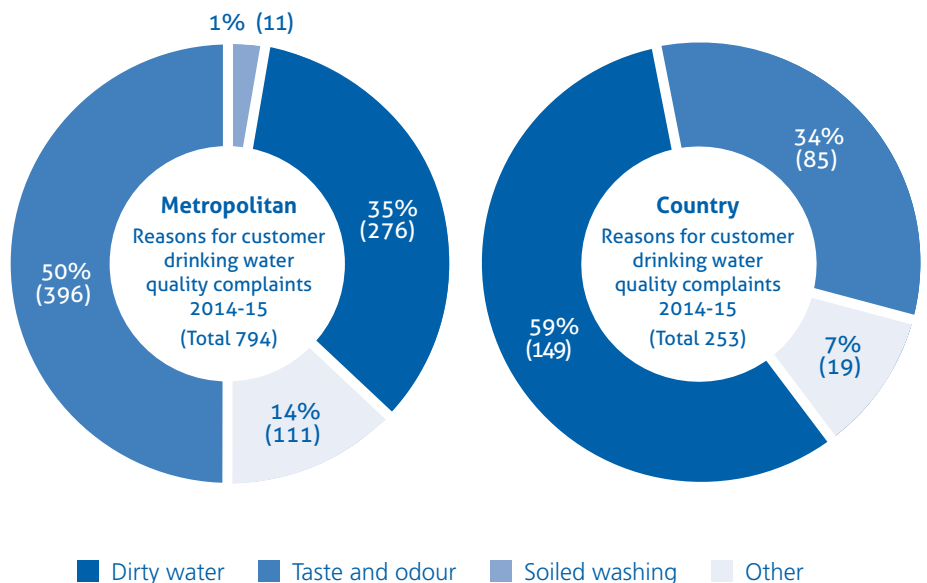 1% (11)
35%
(276)
14%
(111)
50%
(396)
Metropolitan
Reasons for customer
drinking water
quality complaints
2014-15
(Total 794)
34%
(85)
7%
(19)
59%
(149)
Country
Reasons for customer
drinking water
quality complaints
2014-15
(Total 253)
Dirty water
Taste and odour
Soiled washing
Other